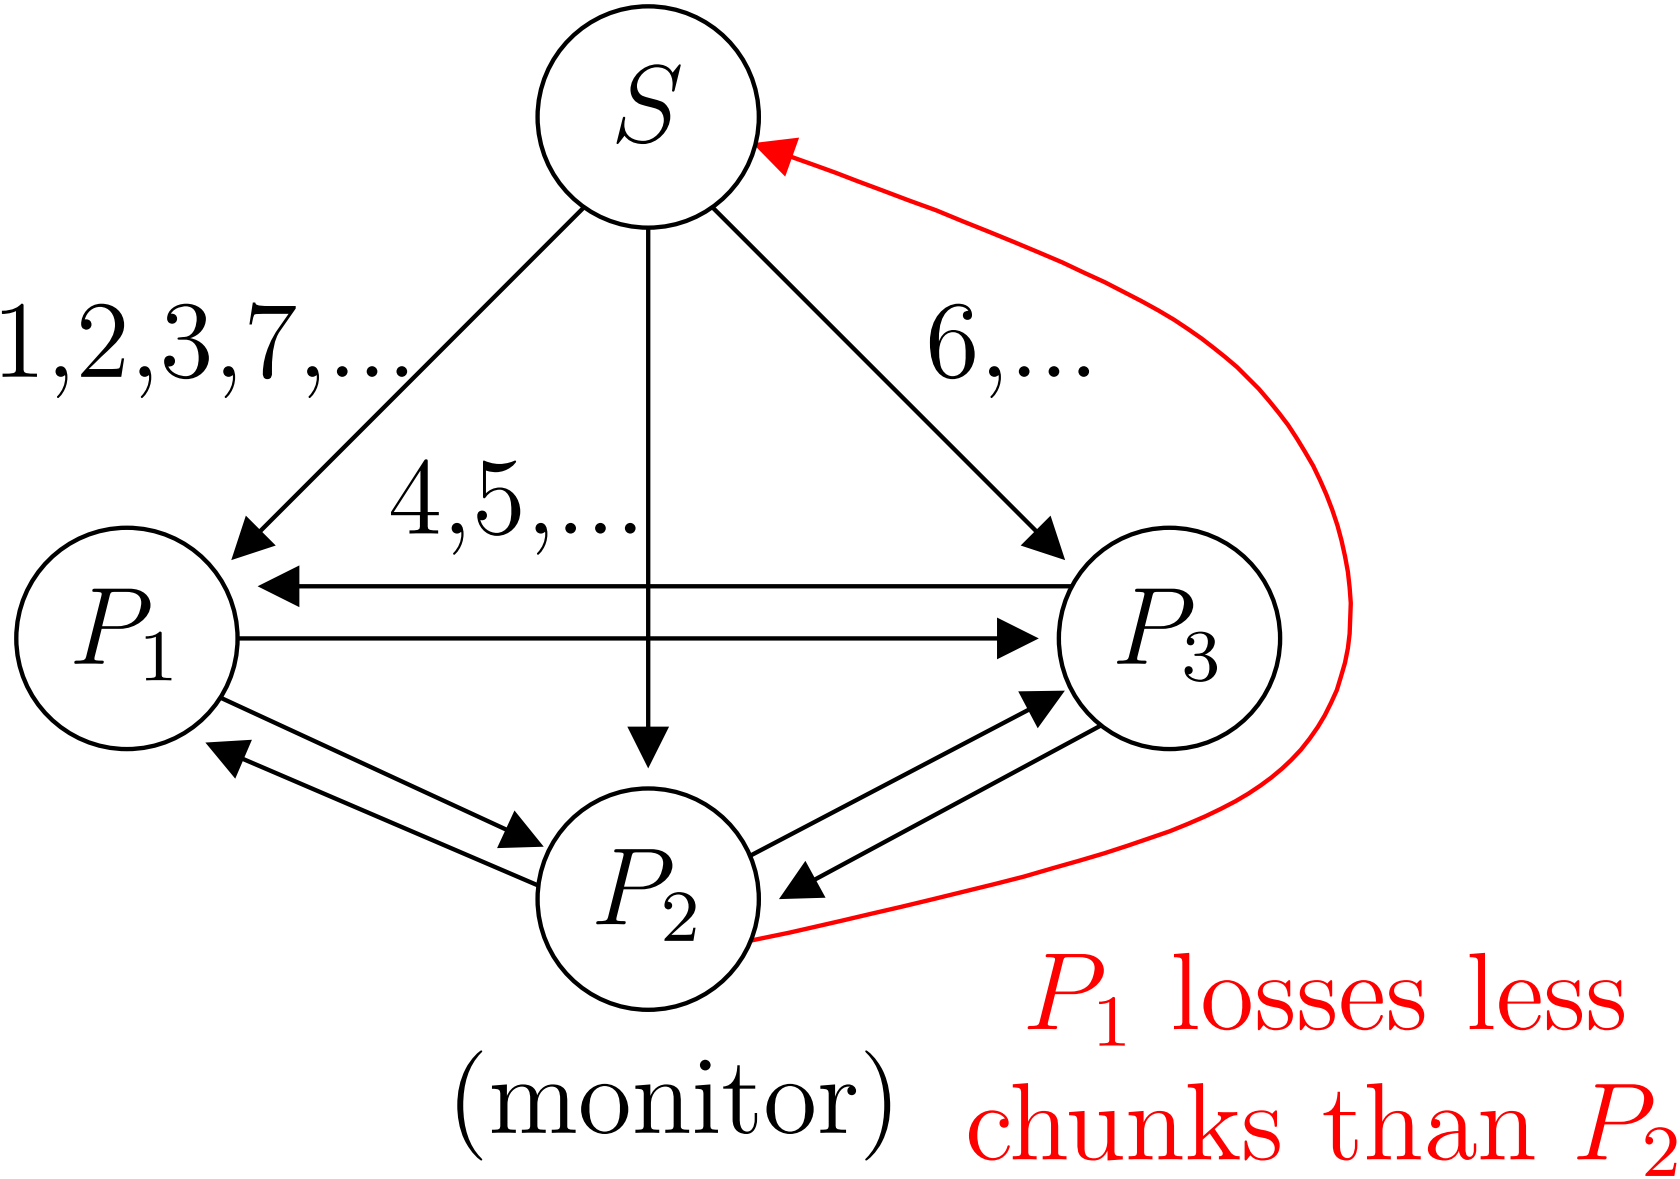 S
1,2,3,7,...
6,...
4,5,...
P₁
P₃
P₂
(monitor)
P₁ losses less
chunks than P₂